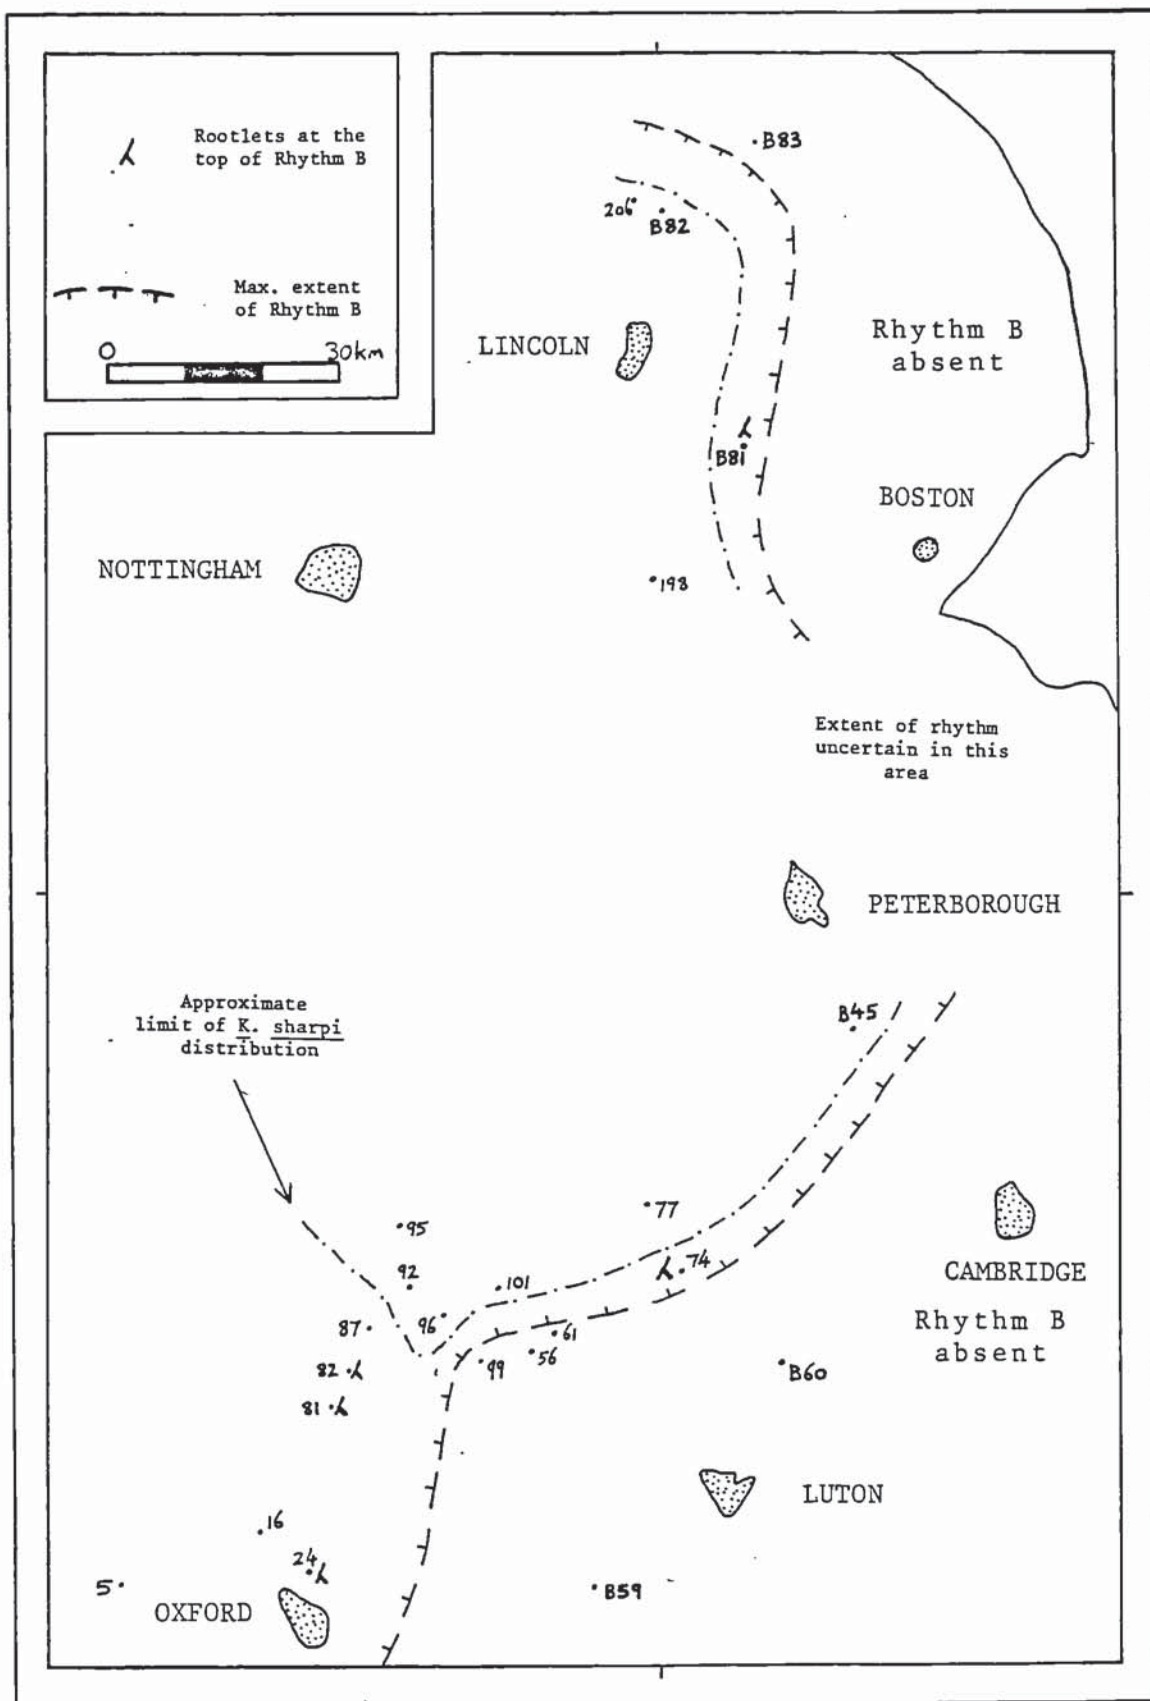 Rootlets at the
top of Rhythm B
Max. extent
of Rhythm B
0 30km
B83
206
B82
LINCOLN
Rhythm B
absent
B81
BOSTON
NOTTINGHAM
198
Extent of rhythm
uncertain in this
area
PETERBOROUGH
Approximate
limit of K. sharpi
distribution
B45
77
95
92
101
74
CAMBRIDGE
96
87
61
Rhythm B
absent
56
99
82
B60
81
LUTON
16
24
5
B59
OXFORD